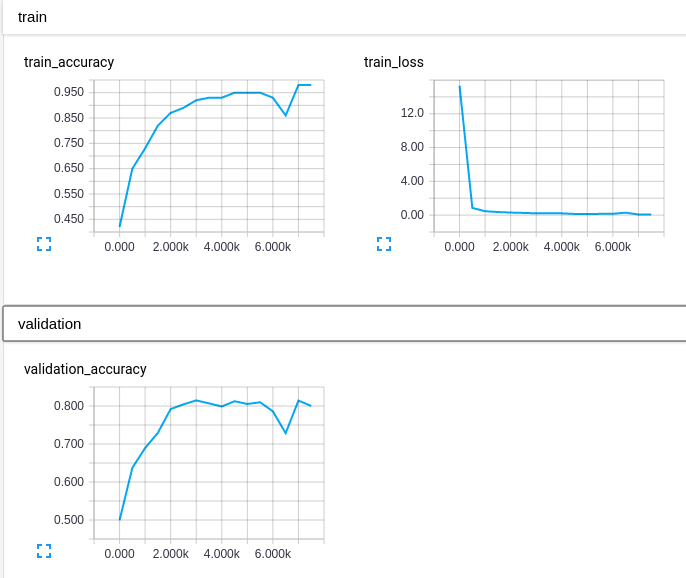 train
train_accuracy
train_loss
0.950
0.850
0.750
0.650
0.550
0.450
0.000 2.000k 4.000k 6.000k
12.0
8.00
4.00
0.00
0.000 2.000k 4.000k 6.000k
validation
validation_accuracy
0.800
0.700
0.600
0.500
0.000 2.000k 4.000k 6.000k